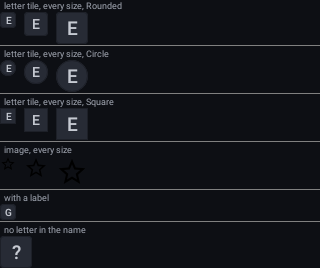 letter tile, every size, Rounded
E E E
letter tile, every size, Circle
E E E
letter tile, every size, Square
E E E
image, every size
with a label
G
no letter in the name
?